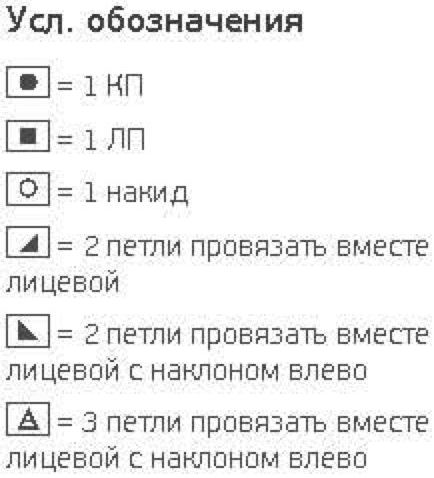 Усл. обозначения
= 1 КП
= 1 ЛП
= 1 накид
= 2 петли провязать вместе
лицевой
= 2 петли провязать вместе
лицевой с наклоном влево
= 3 петли провязать вместе
лицевой с наклоном влево